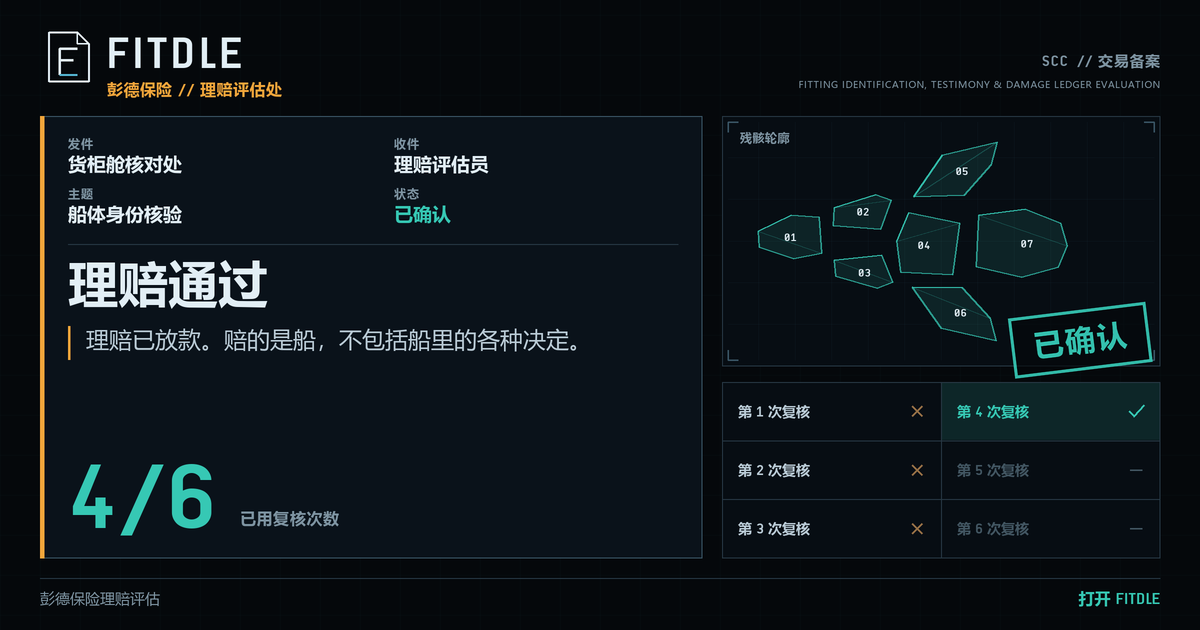 FITDLE
彭德保险 // 理赔评估处
SCC // 交易备案
FITTING IDENTIFICATION, TESTIMONY & DAMAGE LEDGER EVALUATION
发件
货柜舱核对处
收件
理赔评估员
主题
船体身份核验
状态
已确认
理赔通过
理赔已放款。赔的是船，不包括船里的各种决定。
4/6
已用复核次数
残骸轮廓
01
02
03
04
05
06
07
已确认
第 1 次复核
第 4 次复核
第 2 次复核
第 5 次复核
第 3 次复核
第 6 次复核
彭德保险理赔评估
打开 FITDLE